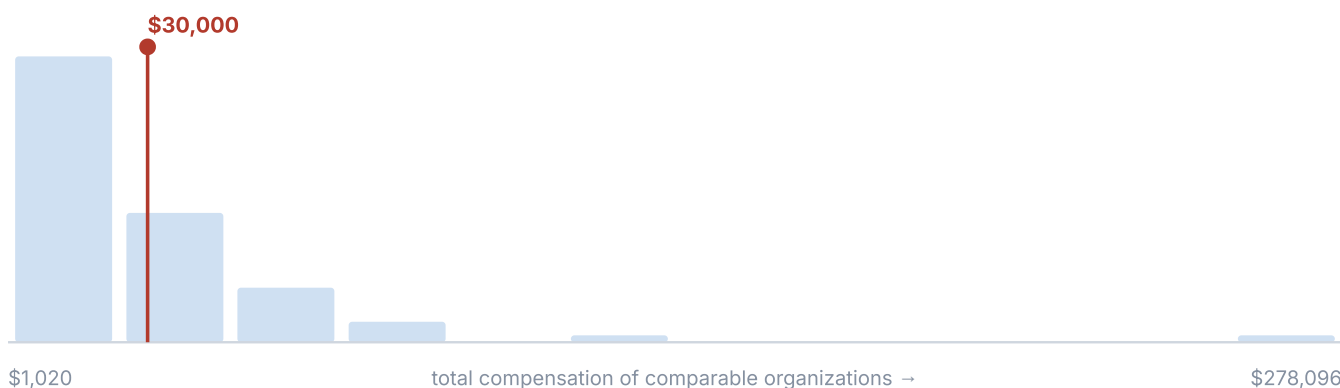 $30,000
$1,020
total compensation of comparable organizations →
$278,096